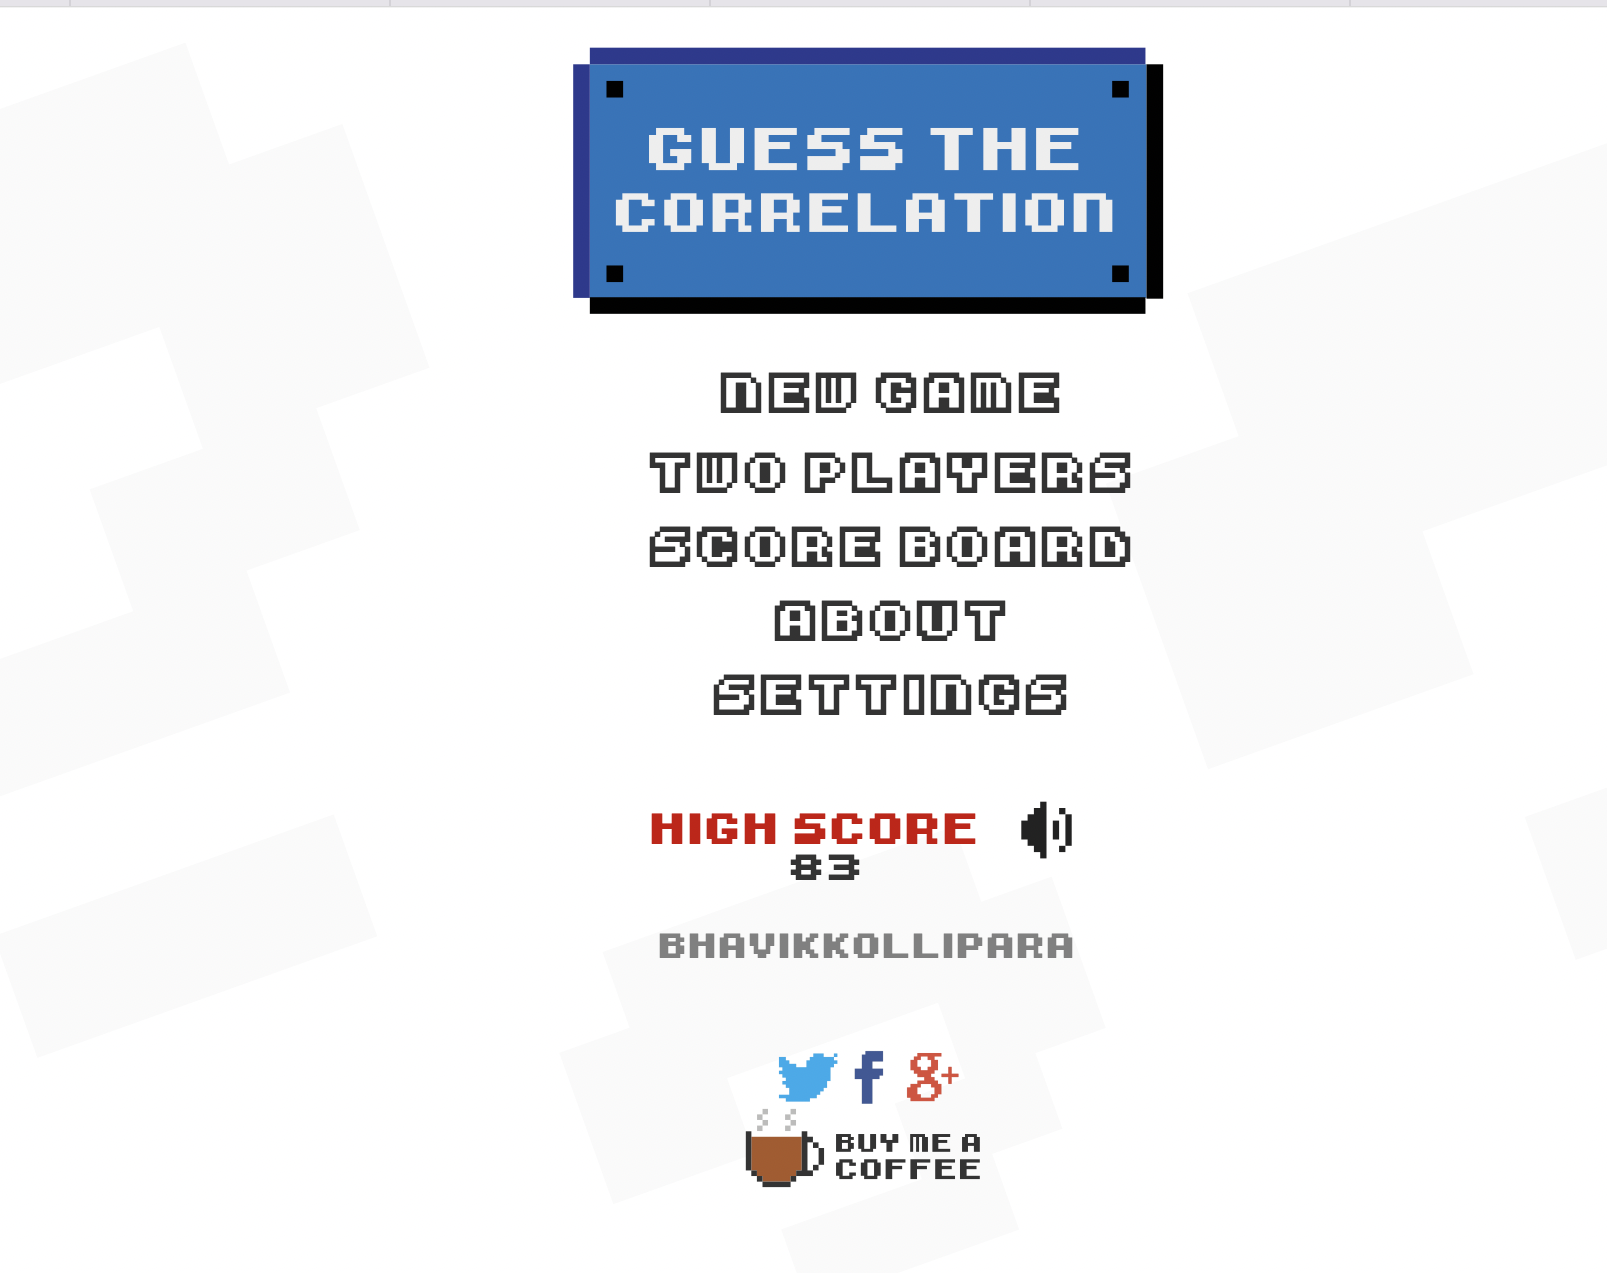 GUESS THE
CORRELATION
NEW GAME
TWO PLAYERS
SCORE BOARD
ABOUT
SETTINGS
HIGH SCORE
83
BHAVIKKOLLIPARA
f g+
BUY ME A
COFFEE